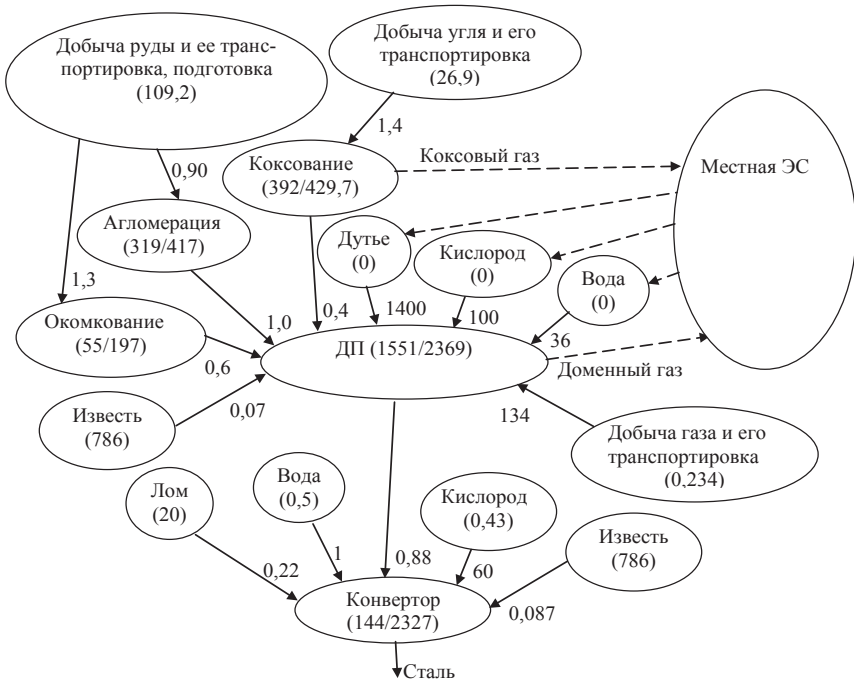 Добыча руды и ее транс-
портировка, подготовка
(109,2)
Добыча угля и его
транспортировка
(26,9)
1,4
0,90
Коксование
(392/429,7)
Коксовый газ
Местная ЭС
Агломерация
(319/417)
Дутье
(0)
Кислород
(0)
Вода
(0)
1,3
Окомкование
(55/197)
1,0
0,4
1400
100
36
ДП (1551/2369)
0,6
Доменный газ
Известь
(786)
0,07
134
Добыча газа и его
транспортировка
(0,234)
Лом
(20)
Вода
(0,5)
Кислород
(0,43)
Известь
(786)
0,22
1
0,88
60
0,087
Конвертор
(144/2327)
Сталь